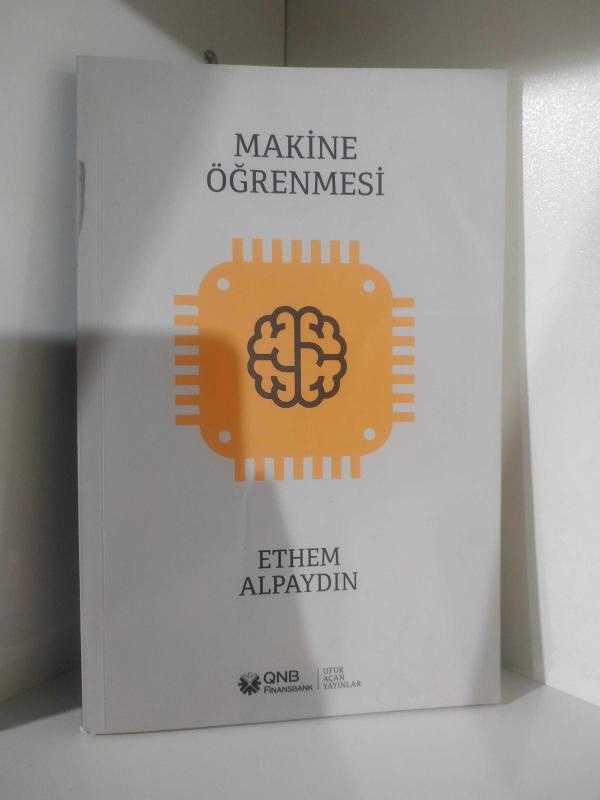 MAKİNE
ÖĞRENMESİ
ETHEM
ALPAYDIN
QNB
FINANSBANK
UFUK
AÇAN
YAYINLAR